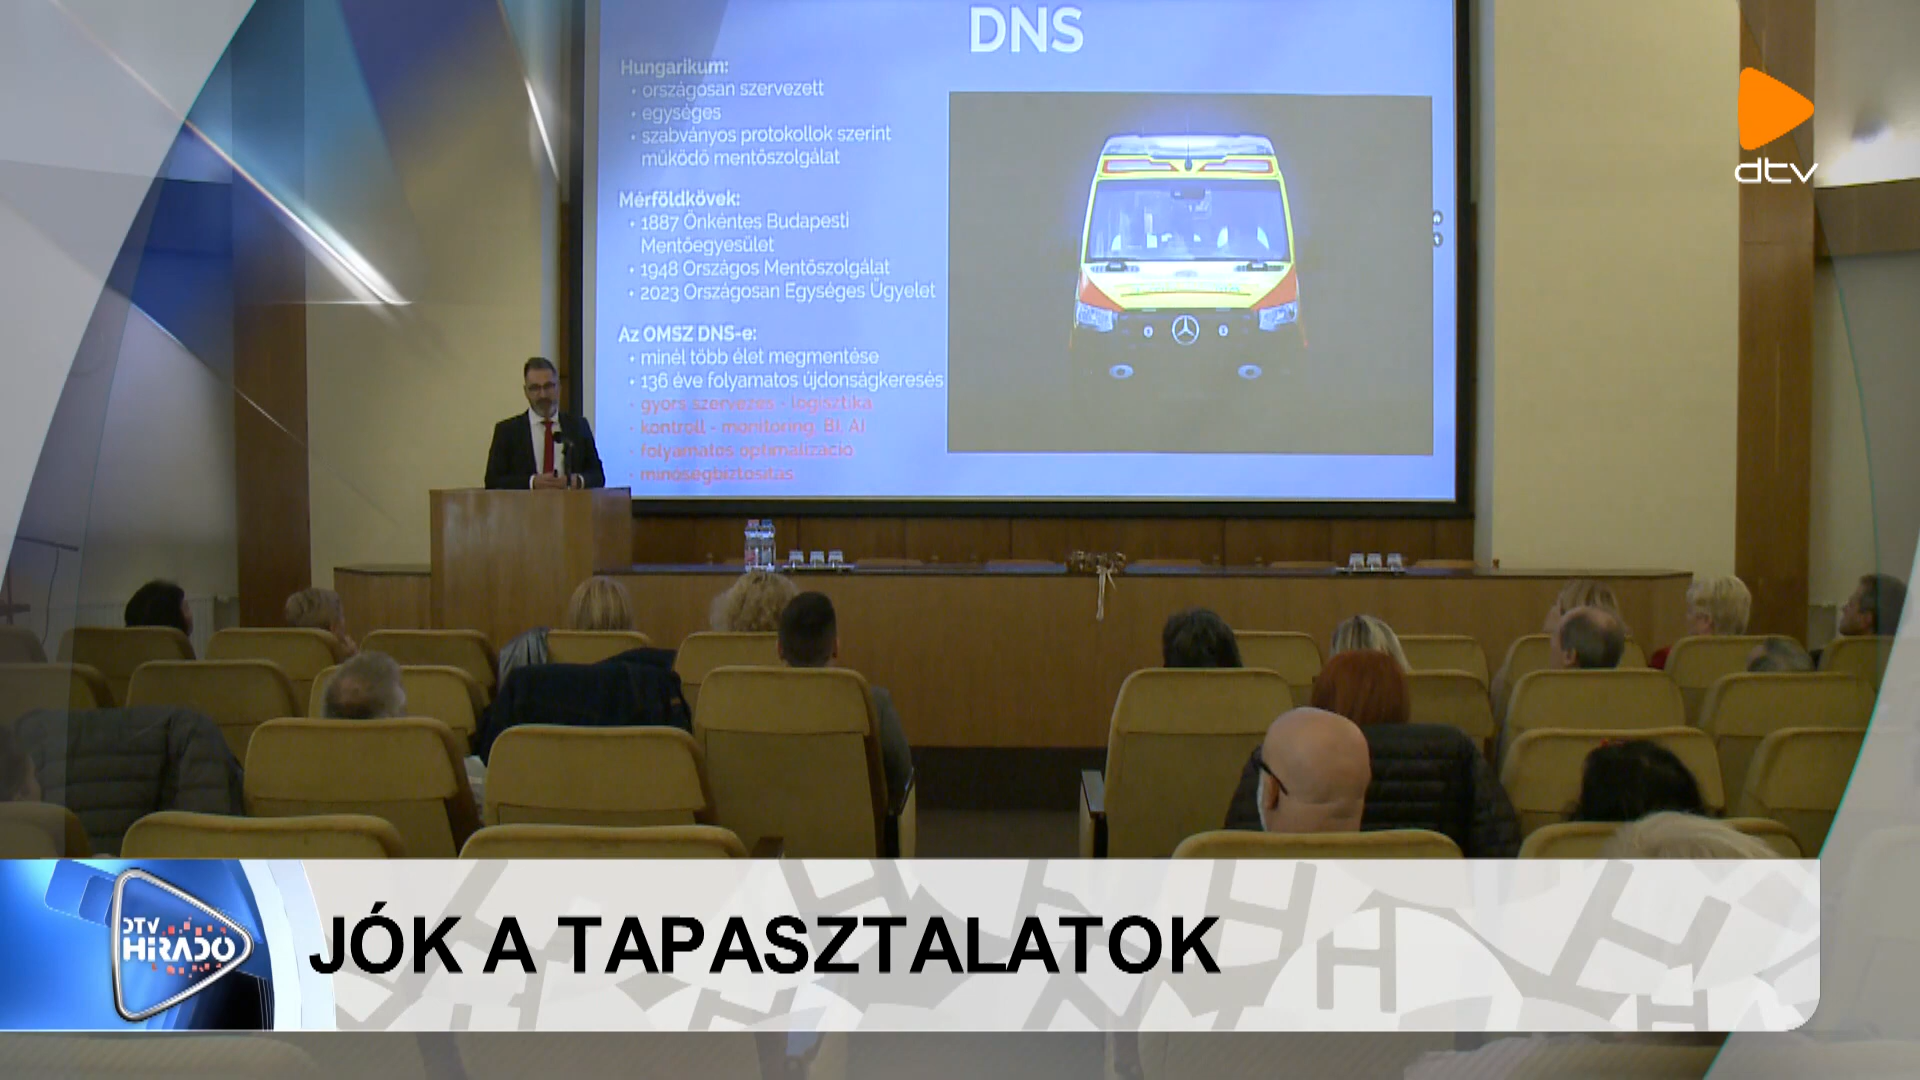 DNS
Hungarikum:
• országosan szervezett
• egységes
• szabványos protokollok szerint
működő mentőszolgálat
Mérföldkövek:
• 1887 Önkéntes Budapesti
Mentőegyesület
• 1948 Országos Mentőszolgálat
• 2023 Országosan Egységes Ügyelet
Az OMSZ DNS-e:
• minél több élet megmentése
• 136 éve folyamatos újdonságkeresés
• gyors szervezés - logisztika
• kontroll - monitoring, BI, AI
• folyamatos optimalizáció
• minőségbiztosítás
dtv
DTV
HÍRADÓ
JÓK A TAPASZTALATOK